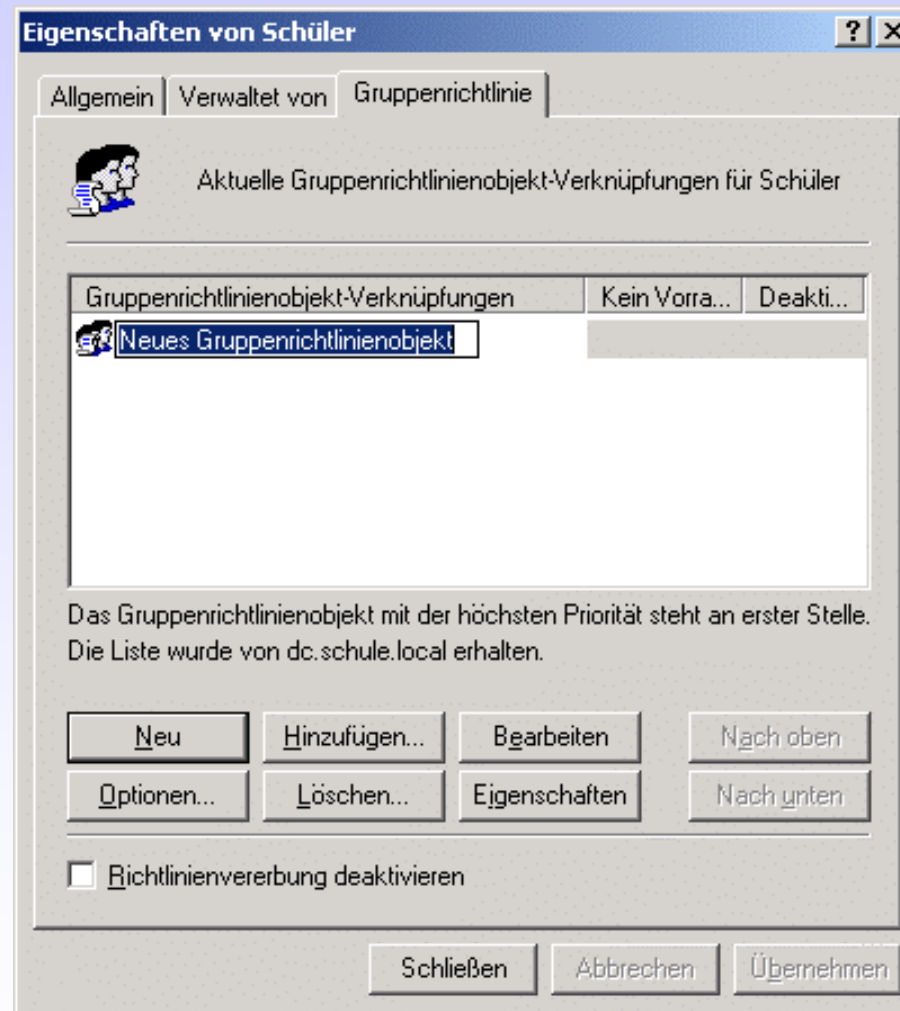 Eigenschaften von Schüler
Allgemein Verwaltet von Gruppenrichtlinie
Aktuelle Gruppenrichtlinienobjekt-Verknüpfungen für Schüler
Gruppenrichtlinienobjekt-Verknüpfungen Kein Vorra... Deakti...
Neues Gruppenrichtlinienobjekt
Das Gruppenrichtlinienobjekt mit der höchsten Priorität steht an erster Stelle.
Die Liste wurde von dc.schule.local erhalten.
Neu Hinzufügen... Bearbeiten Nach oben
Optionen... Löschen... Eigenschaften Nach unten
Richtlinienvererbung deaktivieren
Schließen Abbrechen Übernehmen